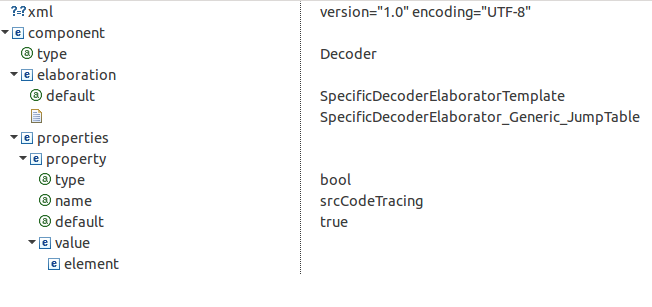 ?=? xml version="1.0" encoding="UTF-8"
e component
a type Decoder
e elaboration
a default SpecificDecoderElaboratorTemplate
SpecificDecoderElaborator_Generic_JumpTable
e properties
e property
a type bool
a name srcCodeTracing
a default true
e value
e element